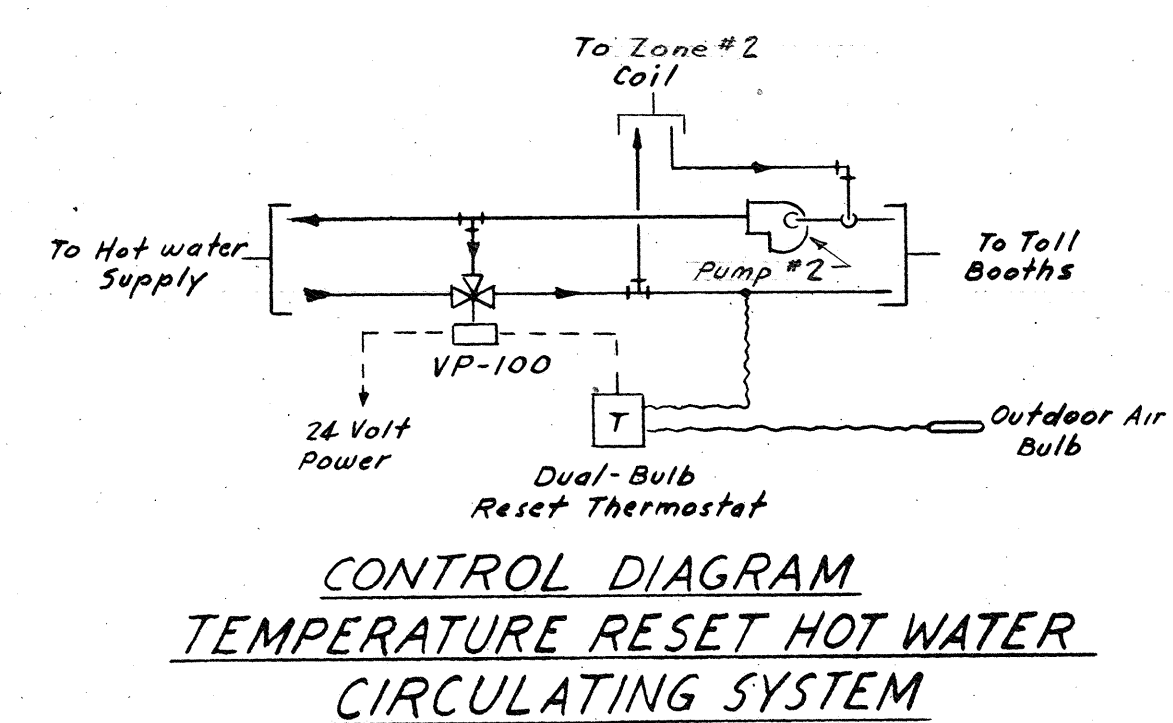 To Zone #2
Coil
To Hot water
Supply
Pump #2
To Toll
Booths
VP-100
24 Volt
Power
T
Outdoor Air
Bulb
Dual-Bulb
Reset Thermostat
CONTROL DIAGRAM
TEMPERATURE RESET HOT WATER
CIRCULATING SYSTEM